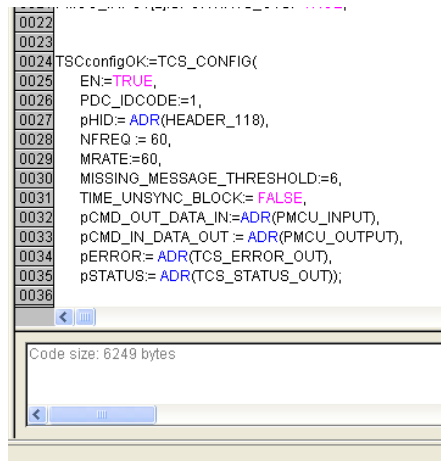 0022
0023
0024 TSCconfigOK:=TCS_CONFIG(
0025 EN:=TRUE,
0026 PDC_IDCODE:=1,
0027 pHID:= ADR(HEADER_118),
0028 NFREQ := 60,
0029 MRATE:=60,
0030 MISSING_MESSAGE_THRESHOLD:=6,
0031 TIME_UNSYNC_BLOCK:= FALSE,
0032 pCMD_OUT_DATA_IN:=ADR(PMCU_INPUT),
0033 pCMD_IN_DATA_OUT := ADR(PMCU_OUTPUT),
0034 pERROR:= ADR(TCS_ERROR_OUT),
0035 pSTATUS:= ADR(TCS_STATUS_OUT));
0036
Code size: 6249 bytes